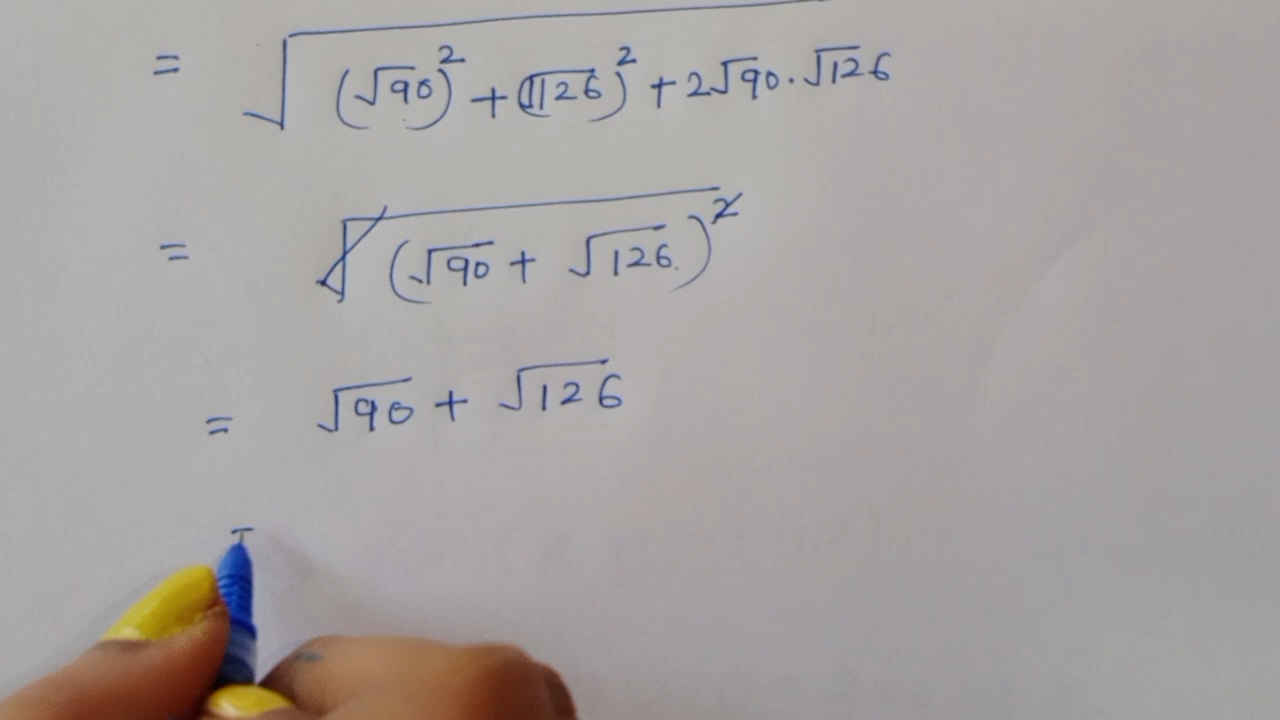 = √((√90)² + (√126)² + 2√90 · √126)
= √((√90 + √126)²)
= √90 + √126